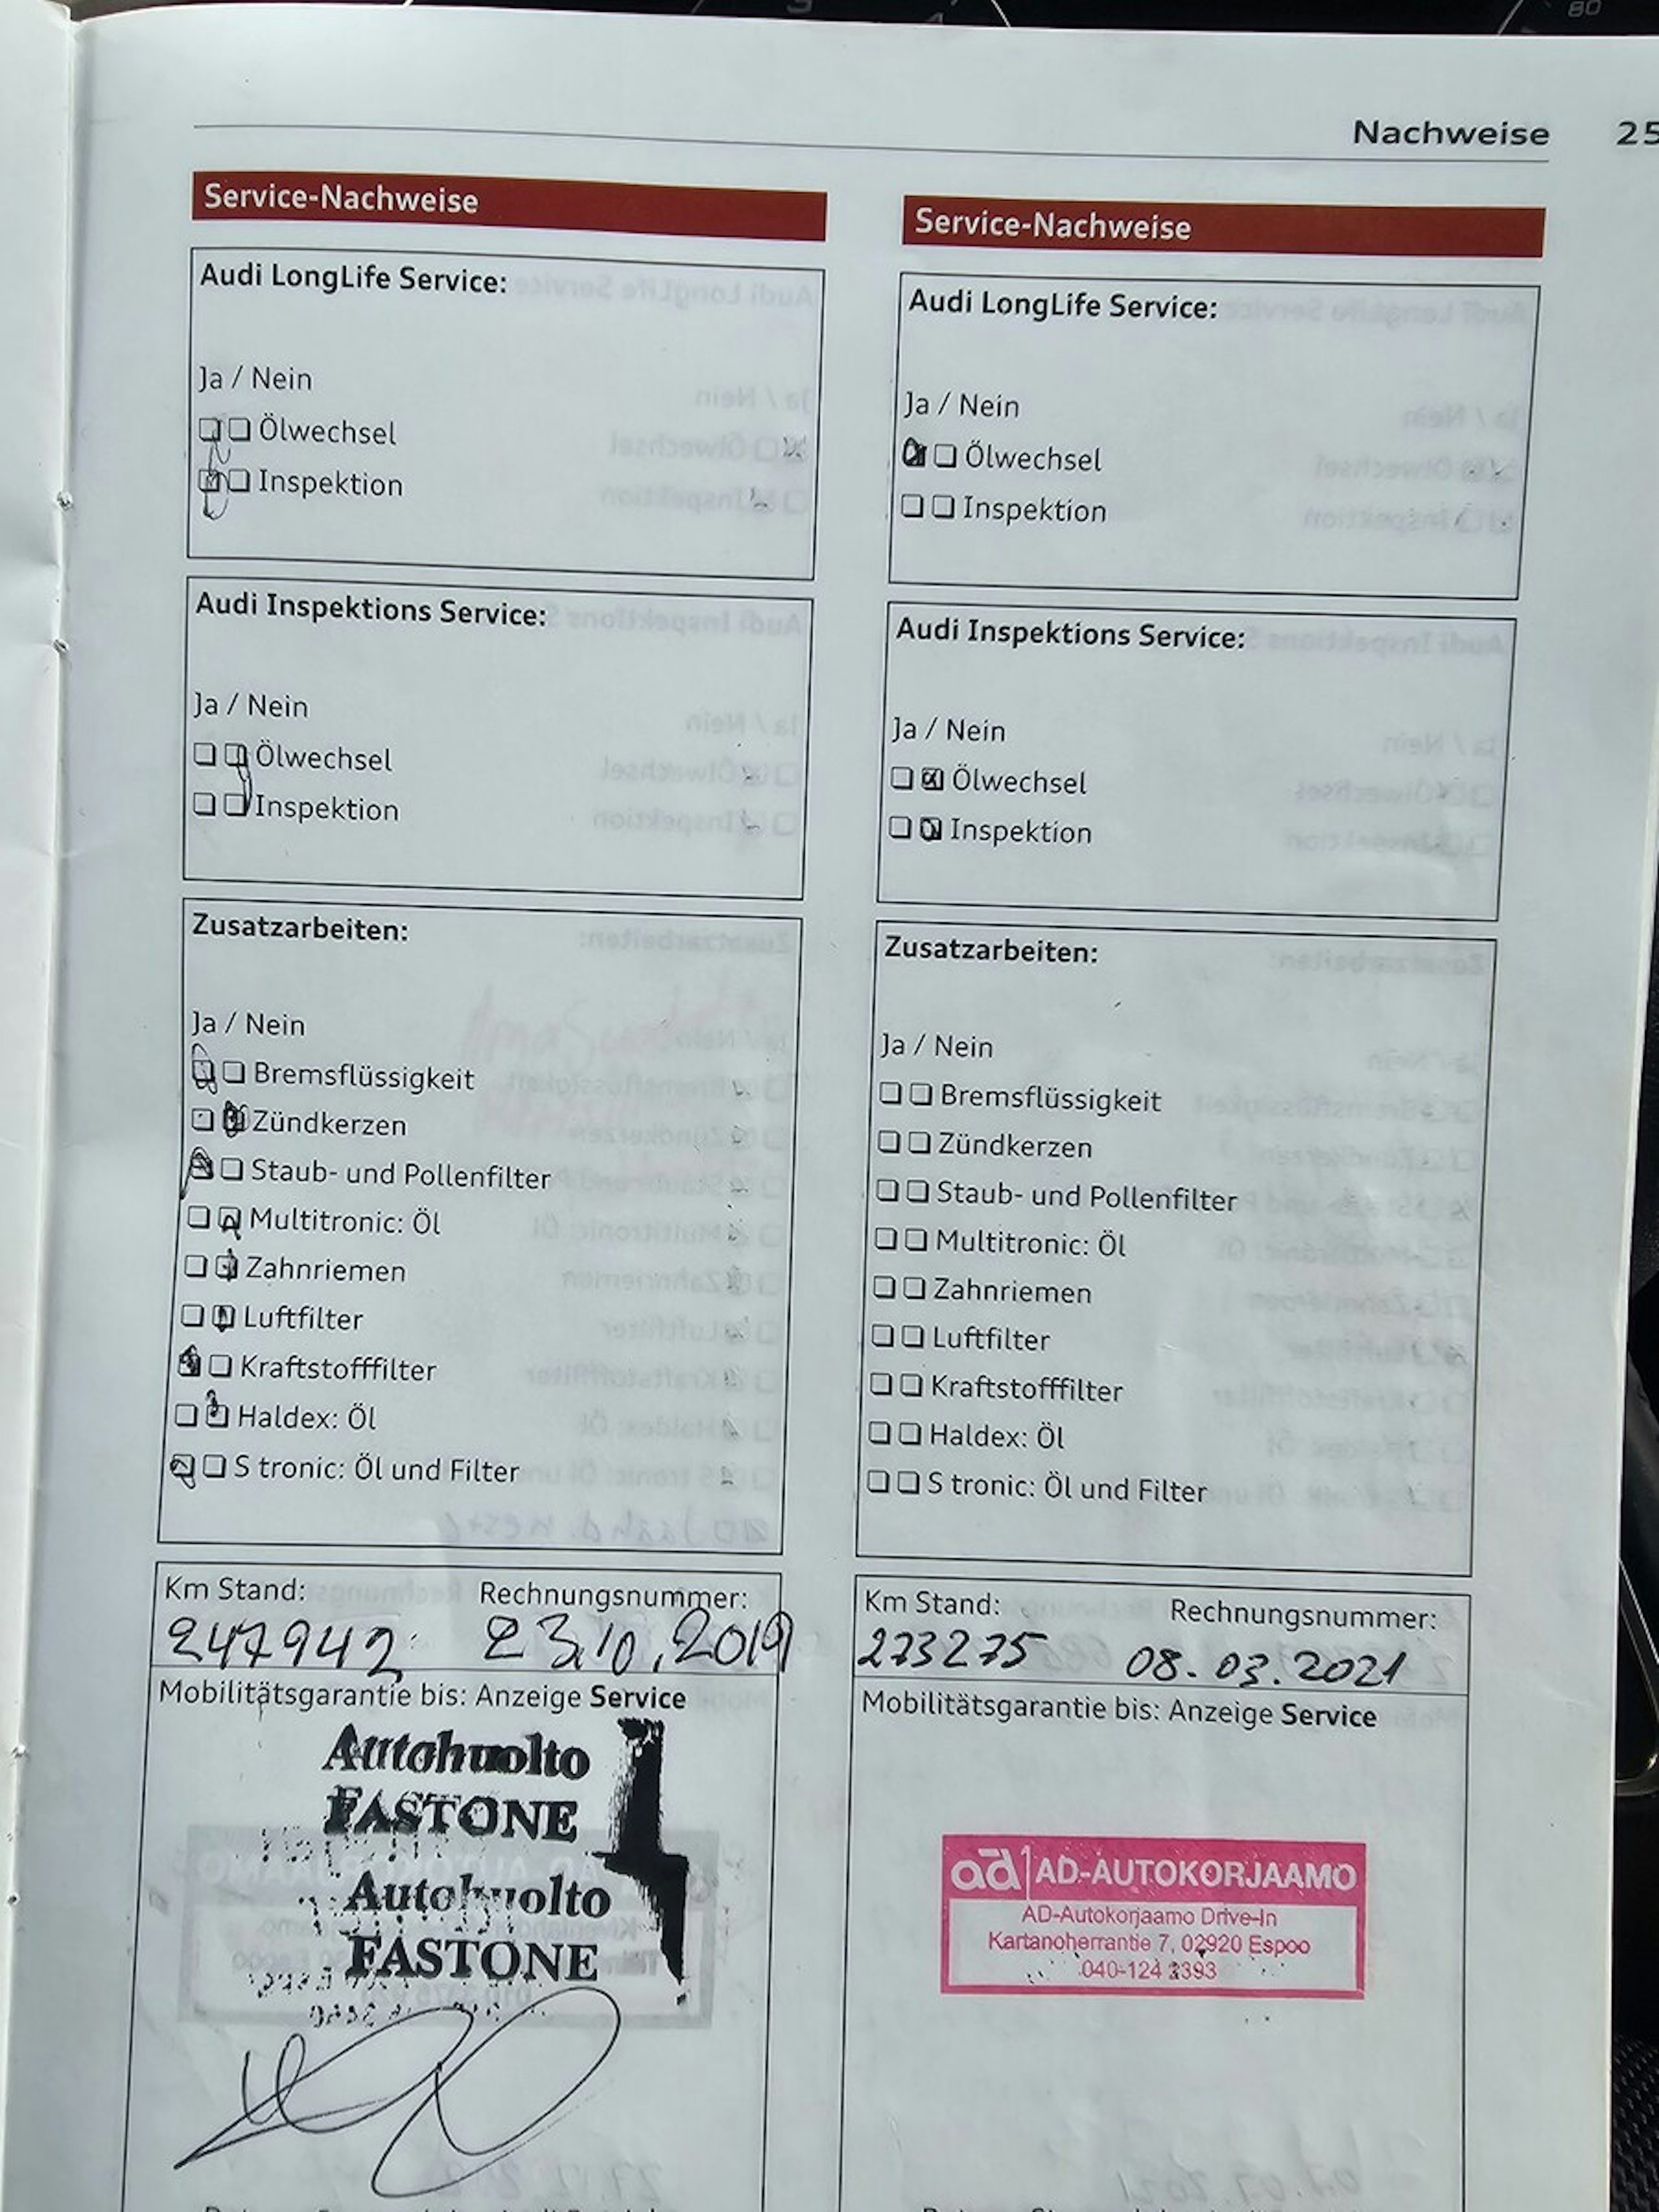 Nachweise 25
Service-Nachweise
Audi LongLife Service:
Ja / Nein
Ölwechsel
Inspektion
Audi Inspektions Service:
Ja / Nein
Ölwechsel
Inspektion
Zusatzarbeiten:
Ja / Nein
Bremsflüssigkeit
Zündkerzen
Staub- und Pollenfilter
Multitronic: Öl
Zahnriemen
Luftfilter
Kraftstofffilter
Haldex: Öl
S tronic: Öl und Filter
Km Stand: Rechnungsnummer:
247942 23.10.2019
Mobilitätsgarantie bis: Anzeige Service
Autohuolto
FASTONE
Autohuolto
FASTONE
Service-Nachweise
Audi LongLife Service:
Ja / Nein
Ölwechsel
Inspektion
Audi Inspektions Service:
Ja / Nein
Ölwechsel
Inspektion
Zusatzarbeiten:
Ja / Nein
Bremsflüssigkeit
Zündkerzen
Staub- und Pollenfilter
Multitronic: Öl
Zahnriemen
Luftfilter
Kraftstofffilter
Haldex: Öl
S tronic: Öl und Filter
Km Stand: Rechnungsnummer:
273275 08.03.2021
Mobilitätsgarantie bis: Anzeige Service
ad AD-AUTOKORJAAMO
AD-Autokorjaamo Drive-In
Kartanoherrantie 7, 02920 Espoo
040-124